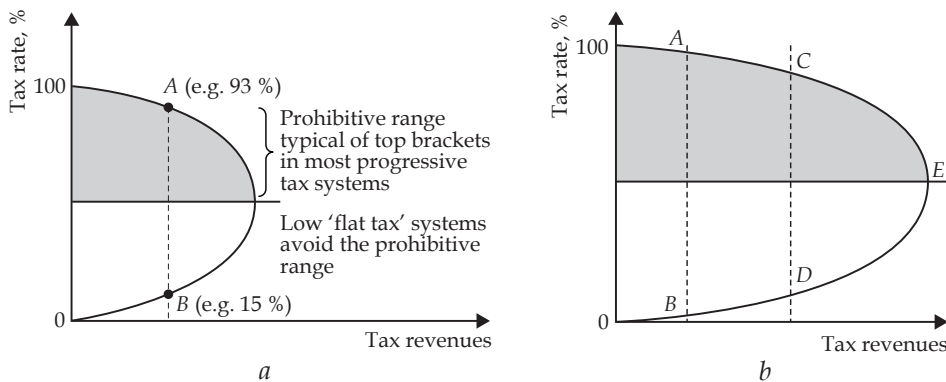 Tax rate, %
100
A (e.g. 93 %)
Prohibitive range
typical of top brackets
in most progressive
tax systems
Low ‘flat tax’ systems
avoid the prohibitive
range
B (e.g. 15 %)
0
Tax revenues
a
Tax rate, %
100
A
C
E
D
B
0
Tax revenues
b